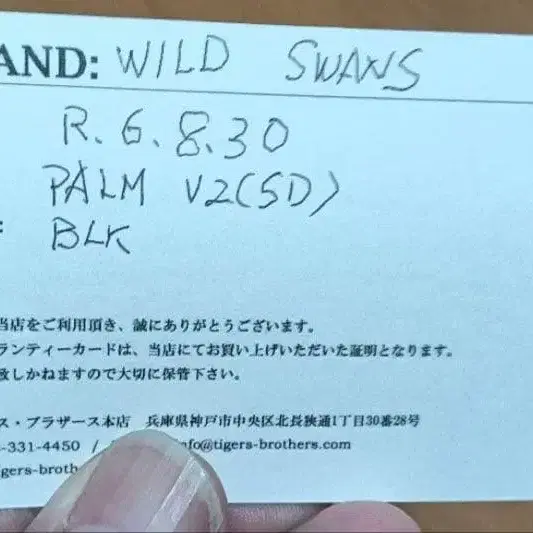 AND: WILD SWANS
R.6.8.30
PALM V2(SD)
: BLK
当店をご利用頂き、誠にありがとうございます。
ランティーカードは、当店にてお買い上げいただいた証明となります。
致しかねますので大切に保管下さい。
ス・ブラザース本店 兵庫県神戸市中央区北長狭通1丁目30番28号
-331-4450 / info@tigers-brothers.com
gers-broth